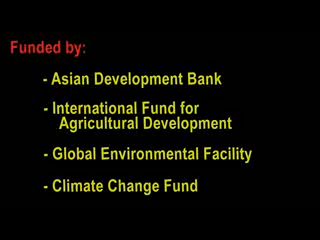 Funded by:
- Asian Development Bank
- International Fund for
Agricultural Development
- Global Environmental Facility
- Climate Change Fund